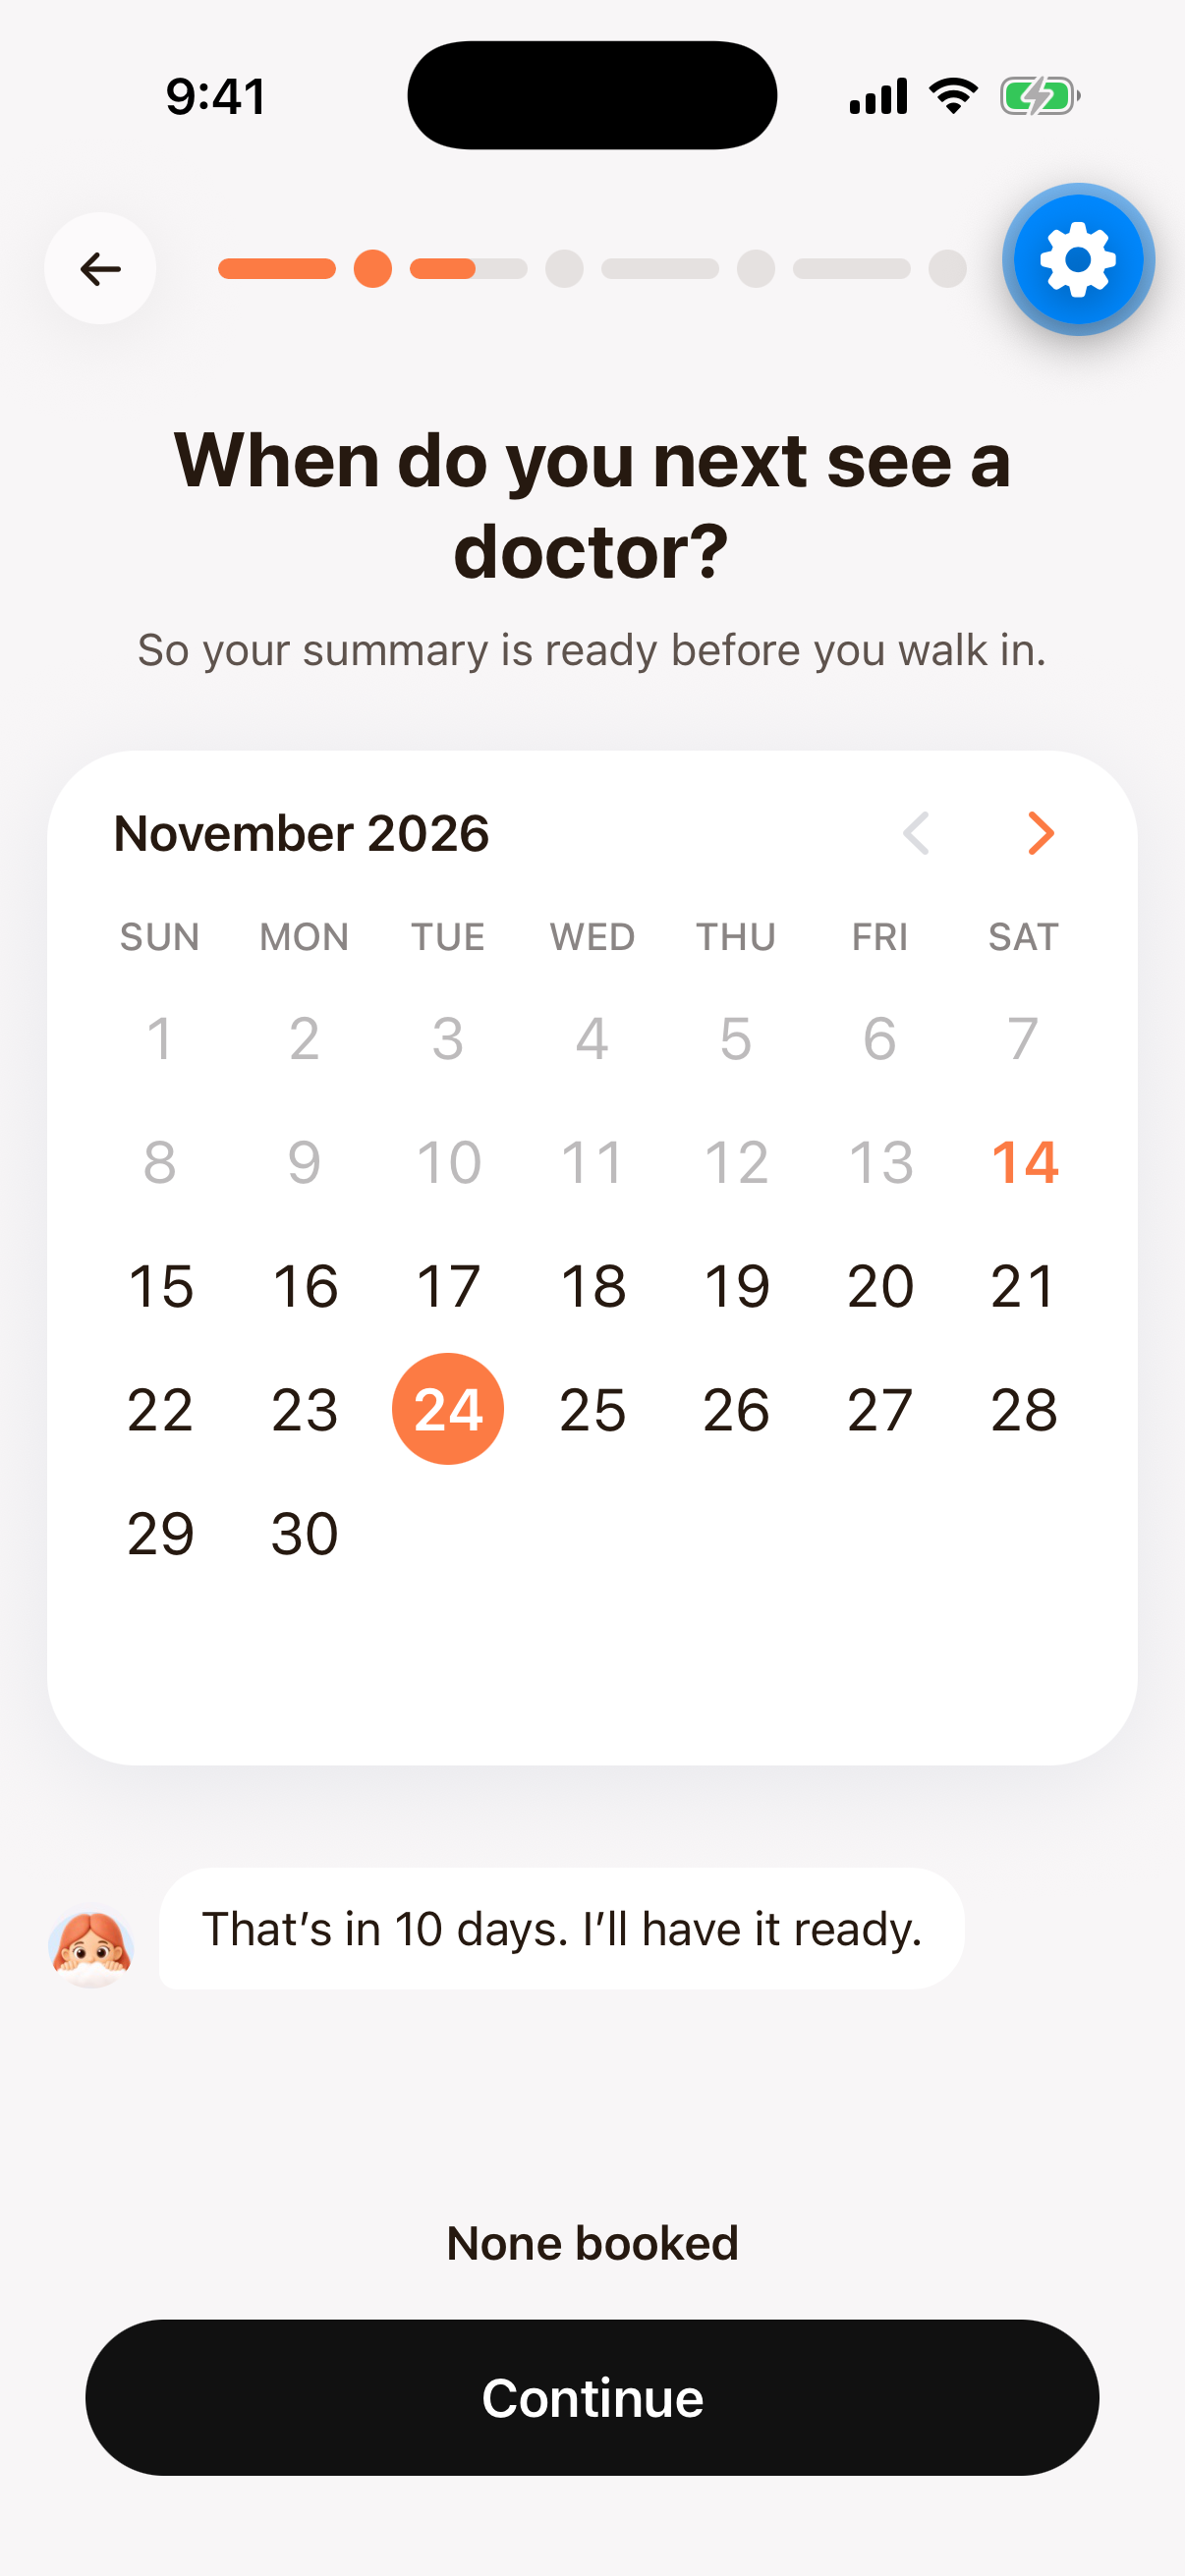 9:41
When do you next see a
doctor?
So your summary is ready before you walk in.
November 2026
SUN MON TUE WED THU FRI SAT
1 2 3 4 5 6 7
8 9 10 11 12 13 14
15 16 17 18 19 20 21
22 23 24 25 26 27 28
29 30
That’s in 10 days. I’ll have it ready.
None booked
Continue